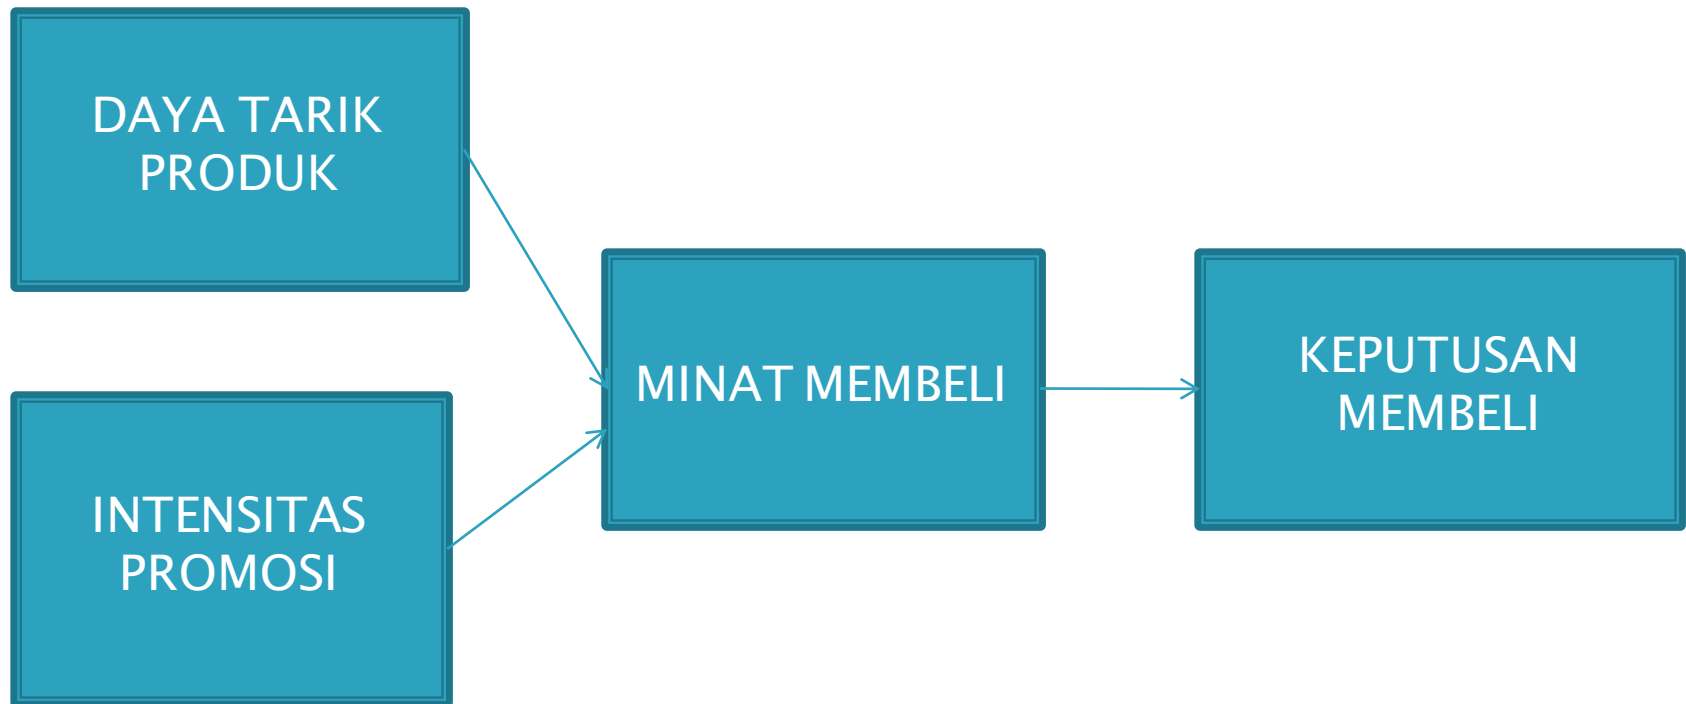 DAYA TARIK
PRODUK
INTENSITAS
PROMOSI
MINAT MEMBELI
KEPUTUSAN
MEMBELI